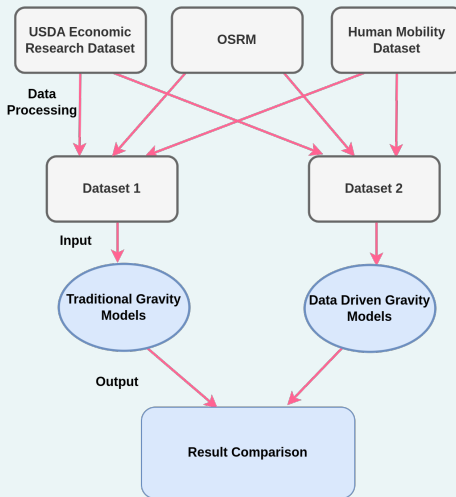 USDA Economic
Research Dataset
OSRM
Human Mobility
Dataset
Data
Processing
Dataset 1
Dataset 2
Input
Traditional Gravity
Models
Data Driven Gravity
Models
Output
Result Comparison